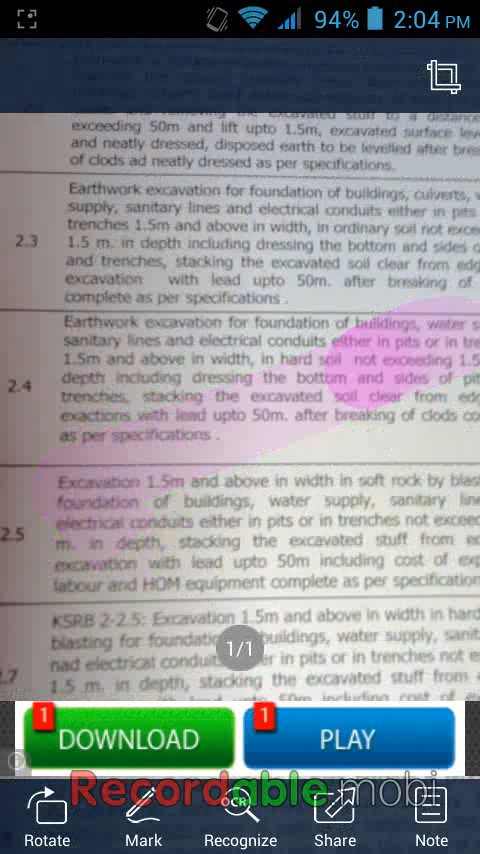 94% 2:04 PM
exceeding 50m and lift upto 1.5m, excavated surface
and neatly dressed, disposed earth to be levelled after
of clods ad neatly dressed as per specifications.
Earthwork excavation for foundation of buildings, culverts,
supply, sanitary lines and electrical conduits either in pits
trenches 1.5m and above in width, in ordinary soil not
2.3 1.5 m. in depth including dressing the bottom and sides
and trenches, stacking the excavated soil clear from
excavation with lead upto 50m. after breaking of
complete as per specifications .
Earthwork excavation for foundation of buildings, water
sanitary lines and electrical conduits either in pits or in
1.5m and above in width, in hard soil not exceeding 1.5
2.4 depth including dressing the bottom and sides of
trenches, stacking the excavated soil clear from
exactions with lead upto 50m. after breaking of clods
as per specifications .
Excavation 1.5m and above in width in soft rock by
foundation of buildings, water supply, sanitary
electrical conduits either in pits or in trenches not
2.5 m. in depth, stacking the excavated stuff from
excavation with lead upto 50m including cost of
labour and HOM equipment complete as per
KSRB 2-2.5: Excavation 1.5m and above in width in hard
blasting for buildings, water supply,
nad electrical in pits or in trenches not
1.5 m. in depth, stacking the excavated stuff from
50m including cost of
1/1
1 DOWNLOAD 1 PLAY
Recordable.mobi
OCR
Rotate Mark Recognize Share Note